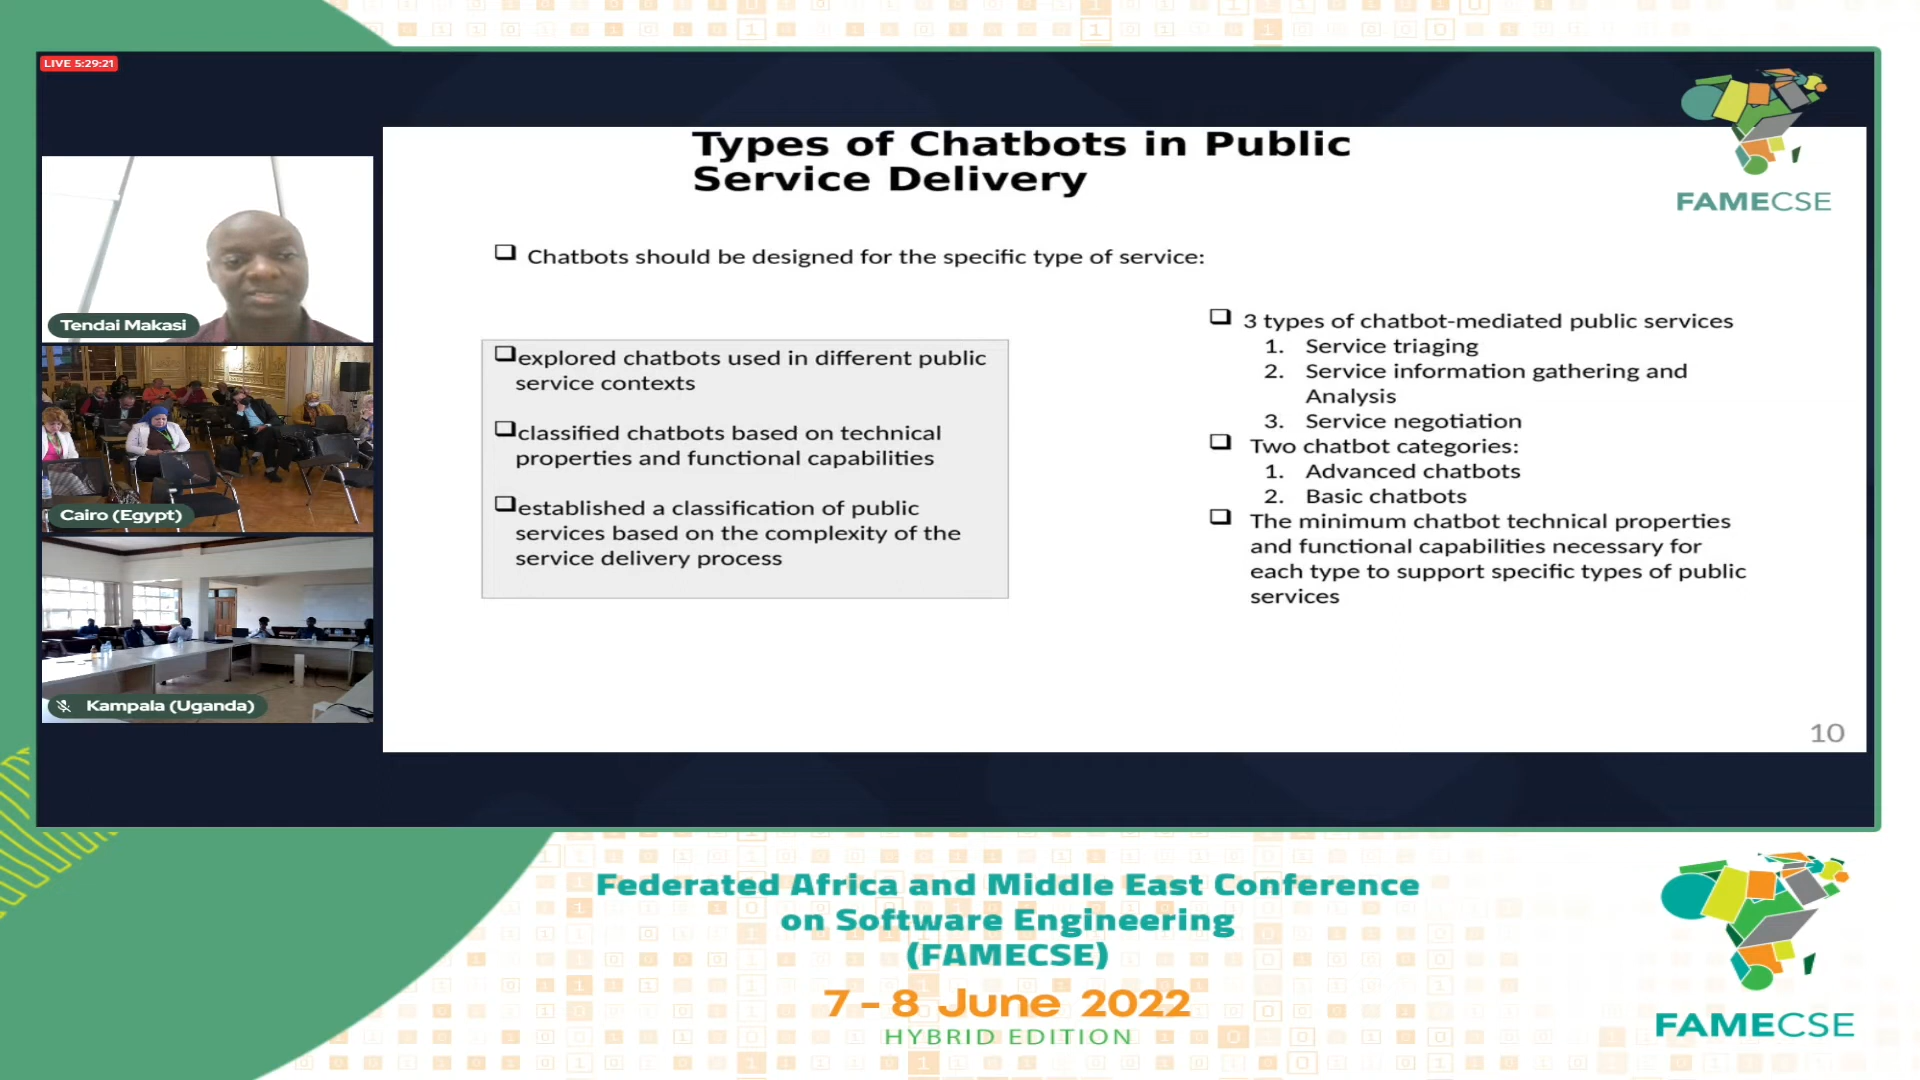 LIVE 5:29:21
Types of Chatbots in Public
Service Delivery
FAMECSE
Chatbots should be designed for the specific type of service:
Tendai Makasi
Cairo (Egypt)
Kampala (Uganda)
explored chatbots used in different public
service contexts
classified chatbots based on technical
properties and functional capabilities
established a classification of public
services based on the complexity of the
service delivery process
3 types of chatbot-mediated public services
1. Service triaging
2. Service information gathering and
Analysis
3. Service negotiation
Two chatbot categories:
1. Advanced chatbots
2. Basic chatbots
The minimum chatbot technical properties
and functional capabilities necessary for
each type to support specific types of public
services
10
Federated Africa and Middle East Conference
on Software Engineering
(FAMECSE)
7 - 8 June 2022
HYBRID EDITION
FAMECSE